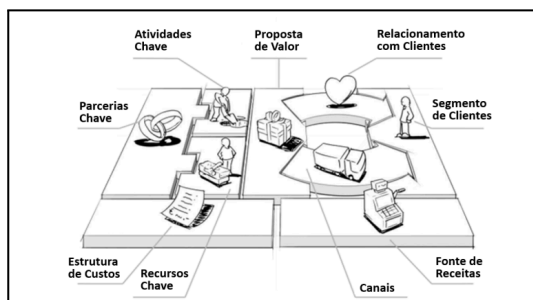 Atividades
Chave
Proposta
de Valor
Relacionamento
com Clientes
Parcerias
Chave
Segmento
de Clientes
Estrutura
de Custos
Recursos
Chave
Canais
Fonte de
Receitas